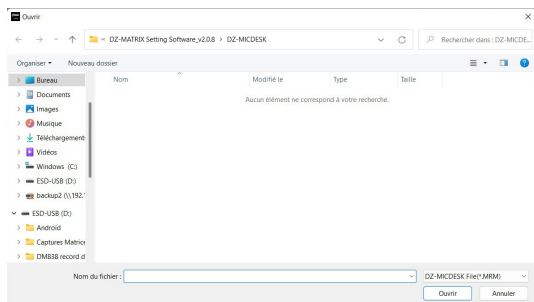 Ouvrir
« DZ-MATRIX Setting Software_v2.0.8 > DZ-MICDESK
Rechercher dans : DZ-MICDE...
Organiser
Nouveau dossier
Nom
Modifié le
Type
Taille
Aucun élément ne correspond à votre recherche.
Bureau
Documents
Images
Musique
Téléchargement
Vidéos
Windows (C:)
ESD-USB (D:)
backup2 (\\192.1
ESD-USB (D:)
Android
Captures Matrice
DM838 record d
Nom du fichier :
DZ-MICDESK File(*.MRM)
Ouvrir
Annuler